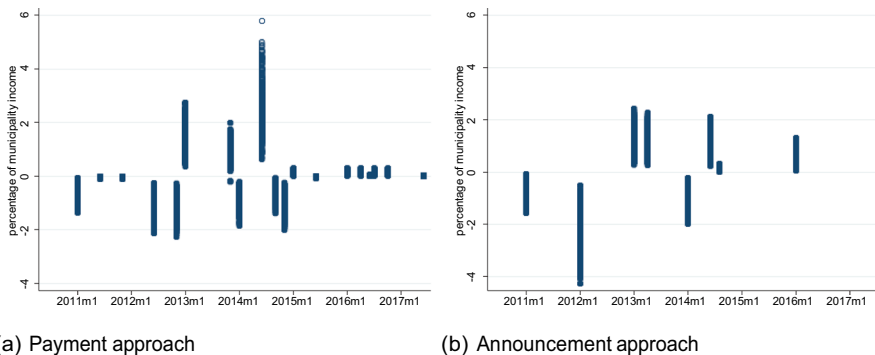 percentage of municipality income
6
4
2
0
-2
-4
2011m1 2012m1 2013m1 2014m1 2015m1 2016m1 2017m1
percentage of municipality income
6
4
2
0
-2
-4
2011m1 2012m1 2013m1 2014m1 2015m1 2016m1 2017m1
a) Payment approach
(b) Announcement approach